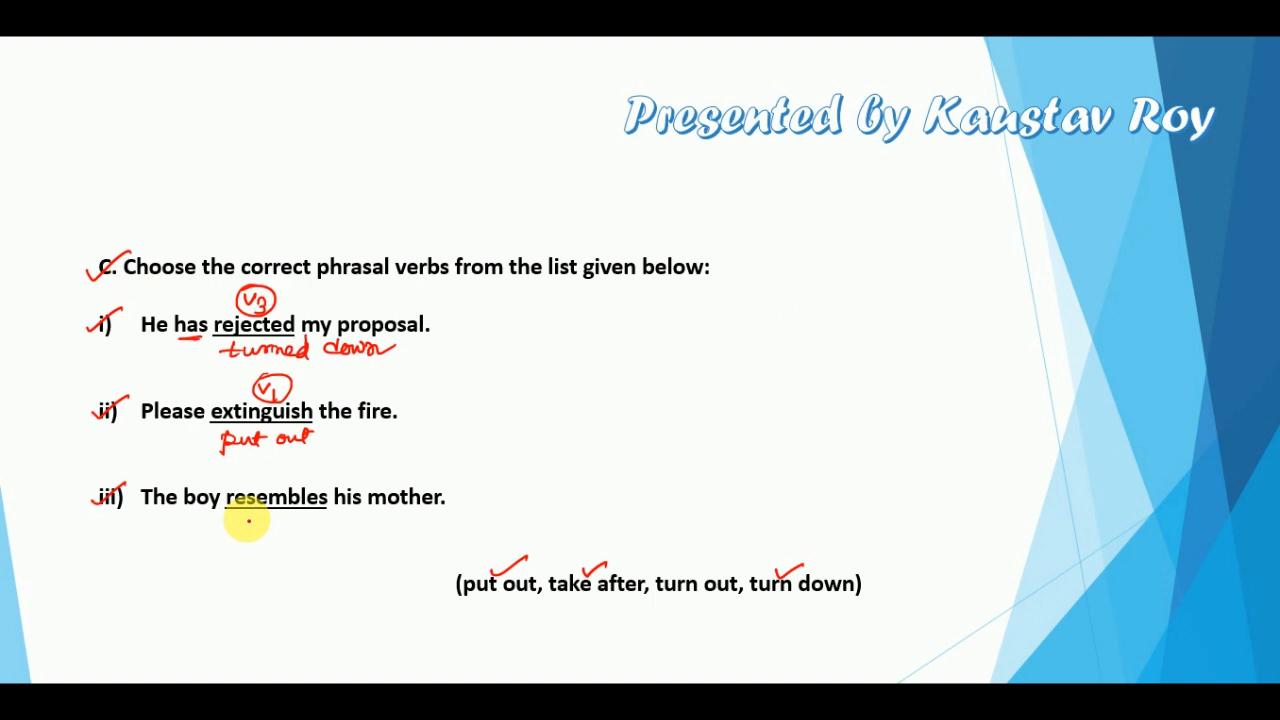 Presented by Kaustav Roy
C. Choose the correct phrasal verbs from the list given below:
V3
i) He has rejected my proposal.
turned down
V1
ii) Please extinguish the fire.
put out
iii) The boy resembles his mother.
(put out, take after, turn out, turn down)